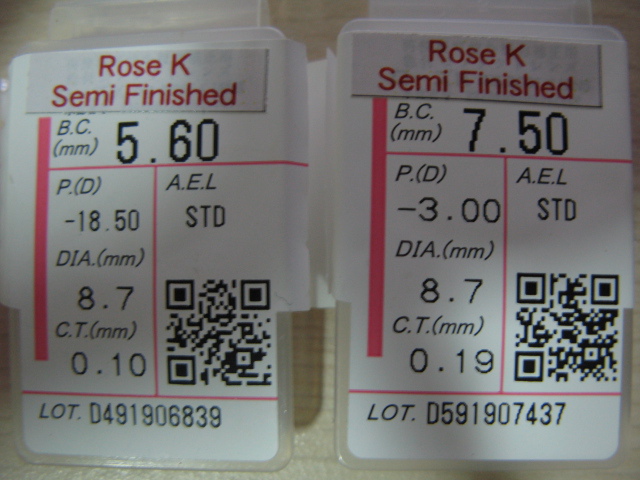 Rose K
Semi Finished
B.C.
(mm) 5.60
P.(D) A.E.L
-18.50 STD
DIA.(mm)
8.7
C.T.(mm)
0.10
LOT. D491906839
Rose K
Semi Finished
B.C.
(mm) 7.50
P.(D) A.E.L
-3.00 STD
DIA.(mm)
8.7
C.T.(mm)
0.19
LOT. D591907437